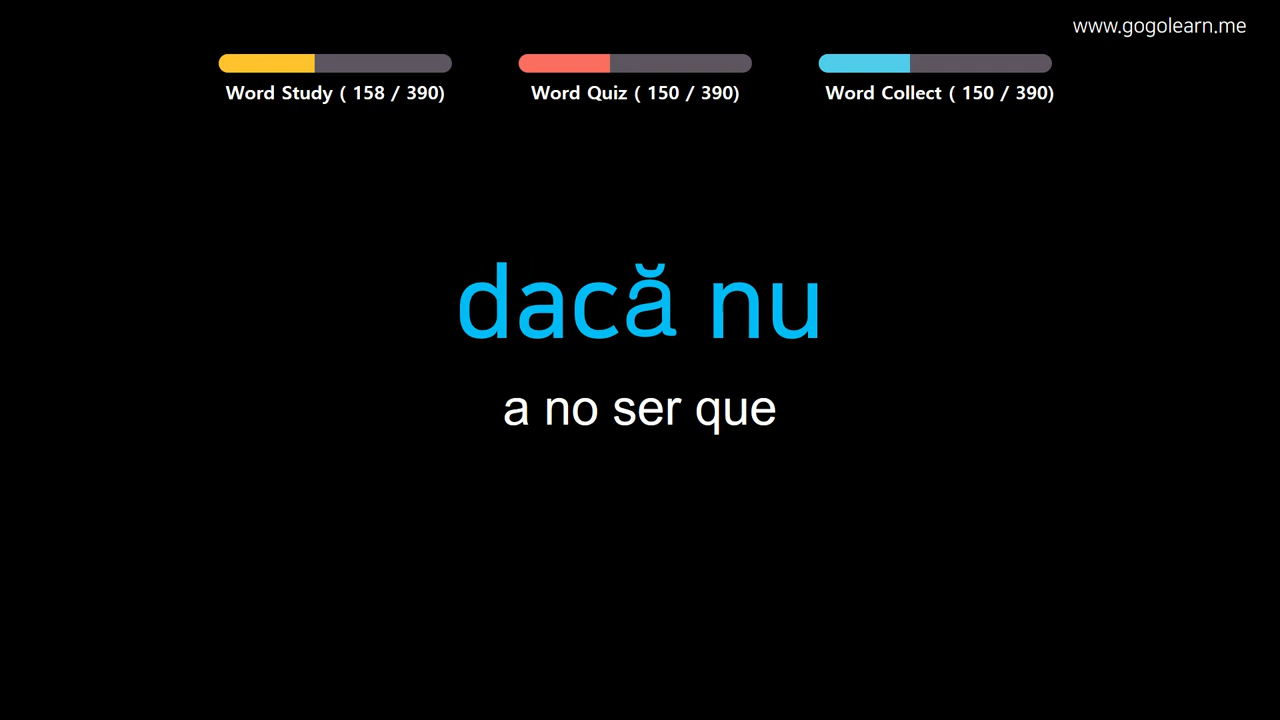 www.gogolearn.me
Word Study ( 158 / 390)
Word Quiz ( 150 / 390)
Word Collect ( 150 / 390)
dacă nu
a no ser que